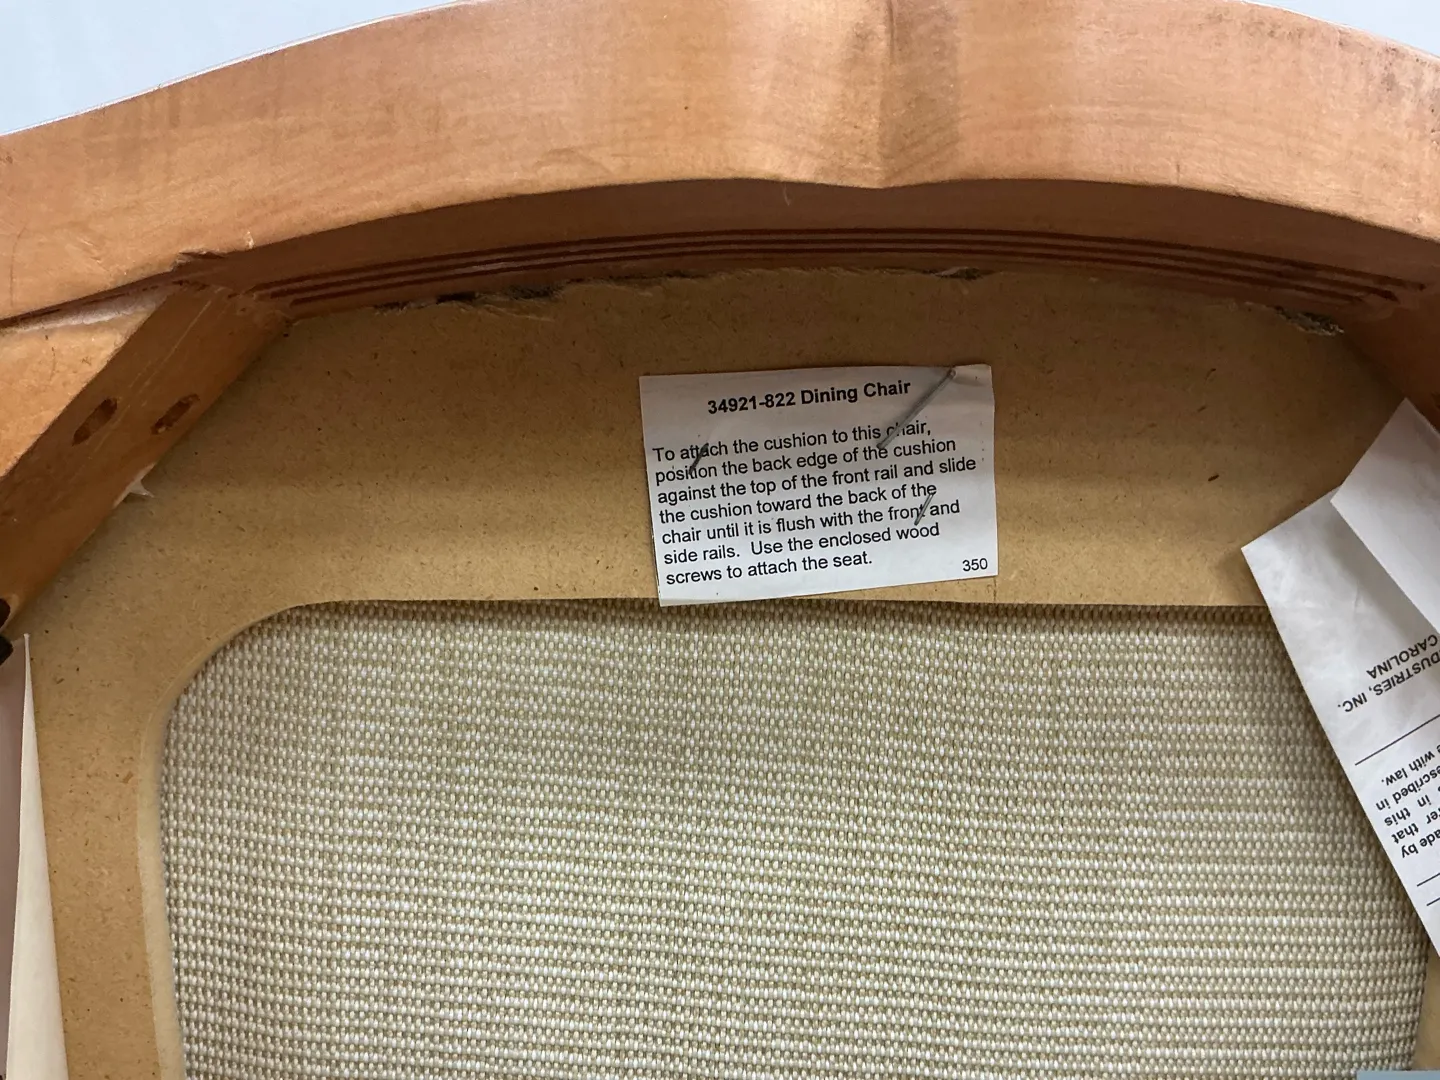 34921-822 Dining Chair
To attach the cushion to this chair,
position the back edge of the cushion
against the top of the front rail and slide
the cushion toward the back of the
chair until it is flush with the front and
side rails. Use the enclosed wood
screws to attach the seat.
350
DUSTRIES, INC.
CAROLINA
ade by
ter that
in this
escribed in
e with law.